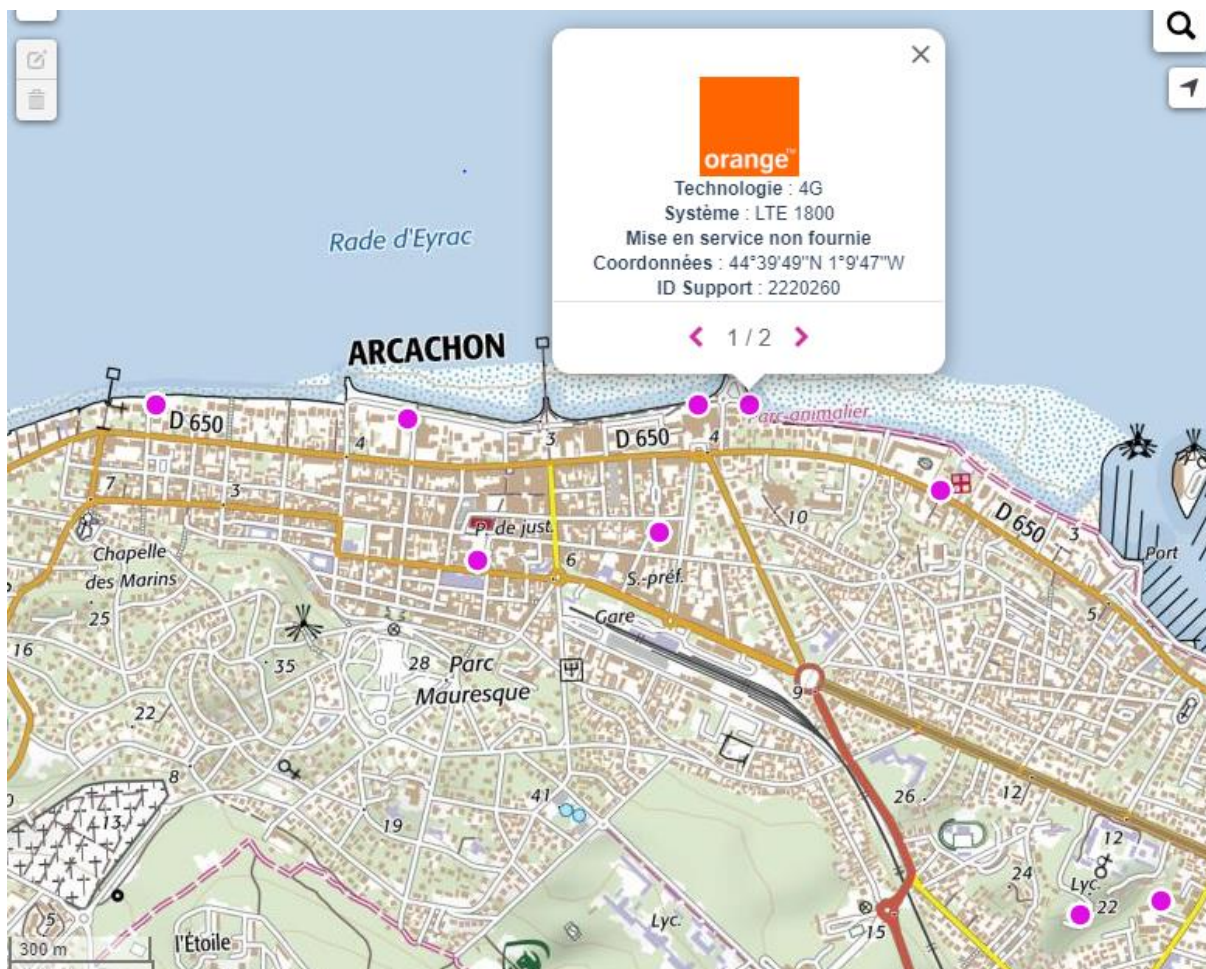 orange™
Technologie : 4G
Système : LTE 1800
Mise en service non fournie
Coordonnées : 44°39'49"N 1°9'47"W
ID Support : 2220260
1 / 2
Rade d'Eyrac
ARCACHON
Parc-animalier
D 650
4
3
D 650
4
7
3
10
D 650
3
P. de just.
Port
Chapelle
des Marins
6
S.-préf.
25
Gare
5
16
35
28
Parc
Mauresque
9
22
8
41
26
12
13
19
12
24
Lyc.
22
5
l'Étoile
Lyc.
15
300 m